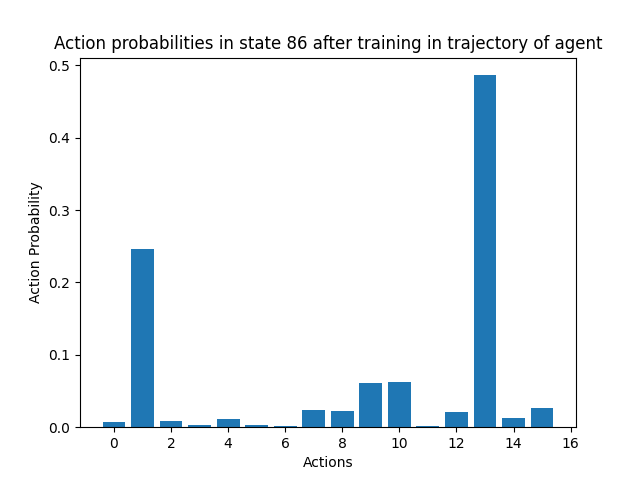 Action probabilities in state 86 after training in trajectory of agent
0.5
0.4
0.3
0.2
0.1
0.0
Action Probability
0 2 4 6 8 10 12 14 16
Actions